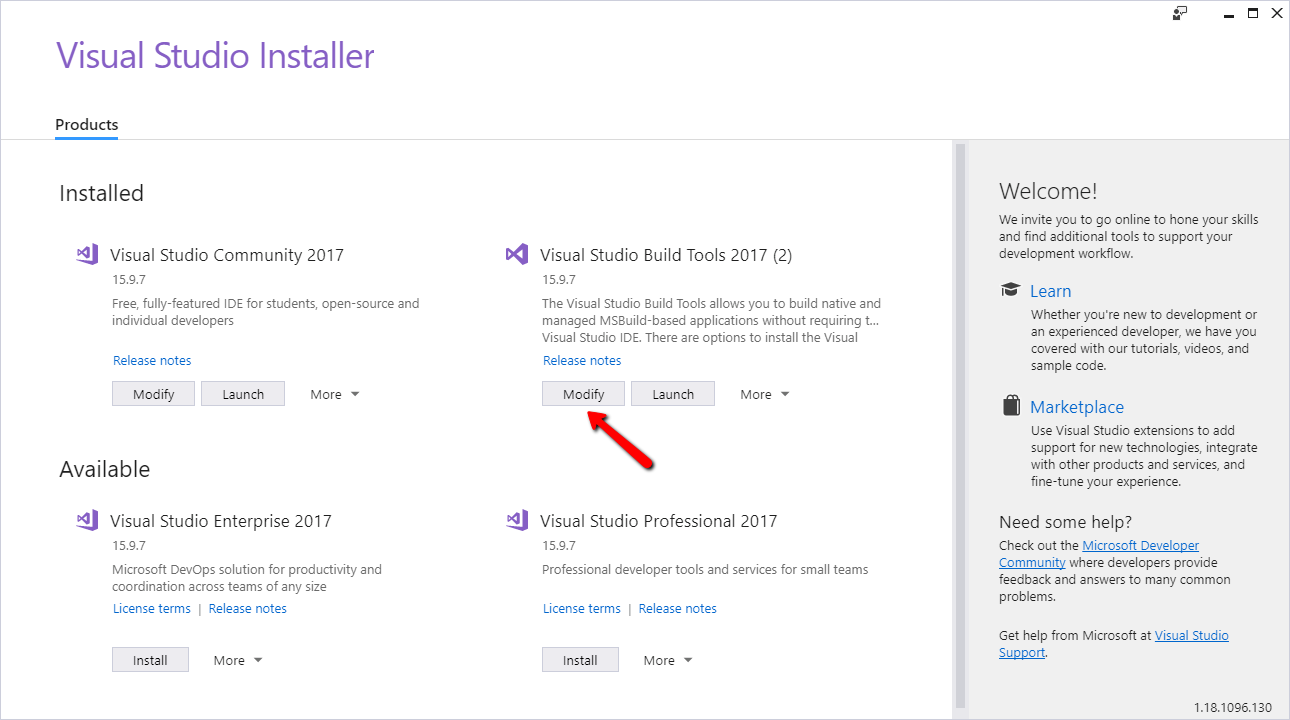 Visual Studio Installer
Products
Installed
Visual Studio Community 2017
15.9.7
Free, fully-featured IDE for students, open-source and
individual developers
Release notes
Modify
Launch
More
Visual Studio Build Tools 2017 (2)
15.9.7
The Visual Studio Build Tools allows you to build native and
managed MSBuild-based applications without requiring t...
Visual Studio IDE. There are options to install the Visual
Release notes
Modify
Launch
More
Available
Visual Studio Enterprise 2017
15.9.7
Microsoft DevOps solution for productivity and
coordination across teams of any size
License terms | Release notes
Install
More
Visual Studio Professional 2017
15.9.7
Professional developer tools and services for small teams
License terms | Release notes
Install
More
Welcome!
We invite you to go online to hone your skills
and find additional tools to support your
development workflow.
Learn
Whether you're new to development or
an experienced developer, we have you
covered with our tutorials, videos, and
sample code.
Marketplace
Use Visual Studio extensions to add
support for new technologies, integrate
with other products and services, and
fine-tune your experience.
Need some help?
Check out the Microsoft Developer
Community where developers provide
feedback and answers to many common
problems.
Get help from Microsoft at Visual Studio
Support.
1.18.1096.130